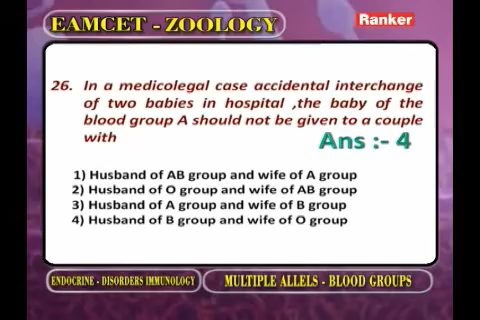 EAMCET - ZOOLOGY
Ranker
26. In a medicolegal case accidental interchange
of two babies in hospital ,the baby of the
blood group A should not be given to a couple
with
Ans :- 4
1) Husband of AB group and wife of A group
2) Husband of O group and wife of AB group
3) Husband of A group and wife of B group
4) Husband of B group and wife of O group
ENDOCRINE - DISORDERS IMMUNOLOGY
MULTIPLE ALLELS - BLOOD GROUPS